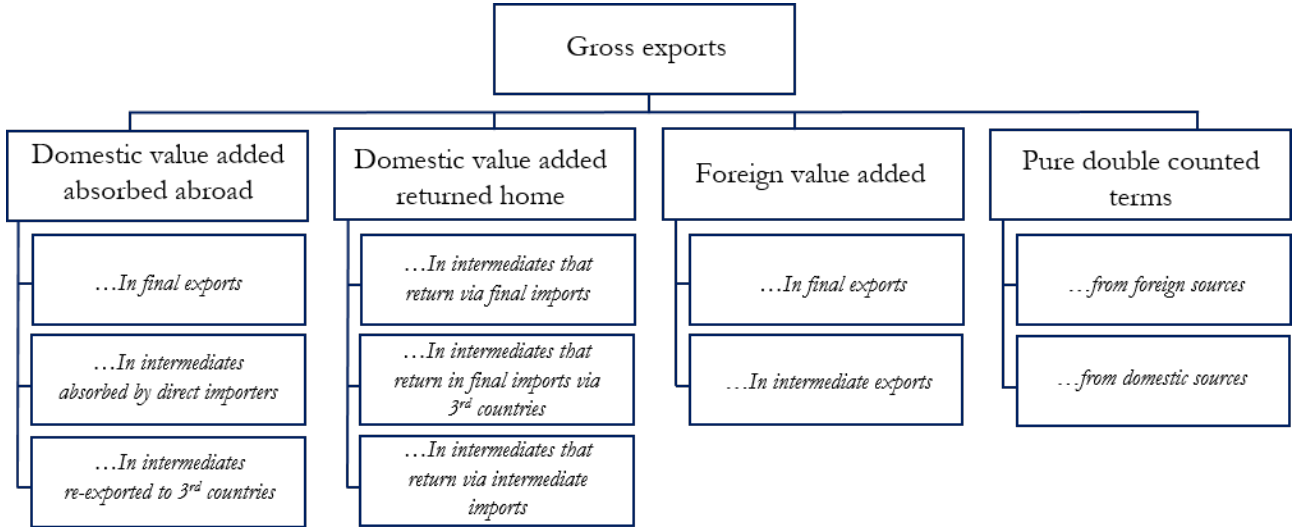 Gross exports
Domestic value added
absorbed abroad
…In final exports
…In intermediates
absorbed by direct importers
…In intermediates
re-exported to 3rd countries
Domestic value added
returned home
…In intermediates that
return via final imports
…In intermediates that
return in final imports via
3rd countries
…In intermediates that
return via intermediate
imports
Foreign value added
…In final exports
…In intermediate exports
Pure double counted
terms
…from foreign sources
…from domestic sources